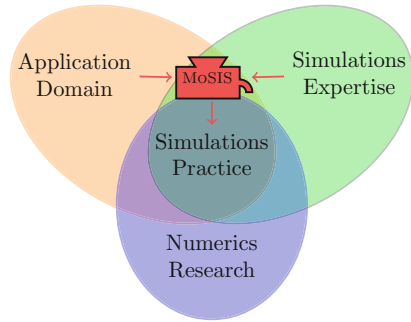 Application
Domain
MoSIS
Simulations
Expertise
Simulations
Practice
Numerics
Research